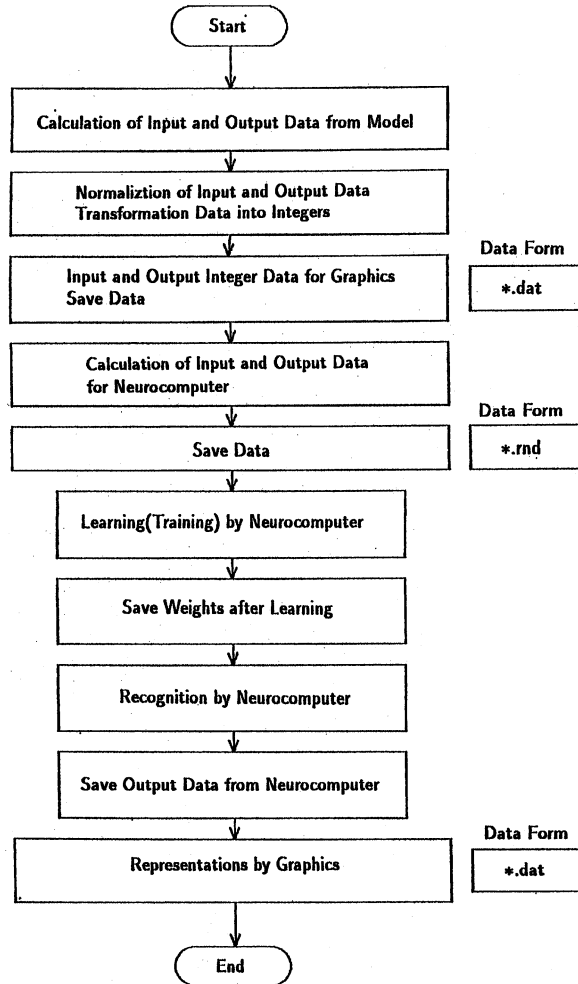 Start
Calculation of Input and Output Data from Model
Normaliztion of Input and Output Data
Transformation Data into Integers
Data Form
Input and Output Integer Data for Graphics
Save Data
*.dat
Calculation of Input and Output Data
for Neurocomputer
Data Form
Save Data
*.rnd
Learning(Training) by Neurocomputer
Save Weights after Learning
Recognition by Neurocomputer
Save Output Data from Neurocomputer
Data Form
Representations by Graphics
*.dat
End